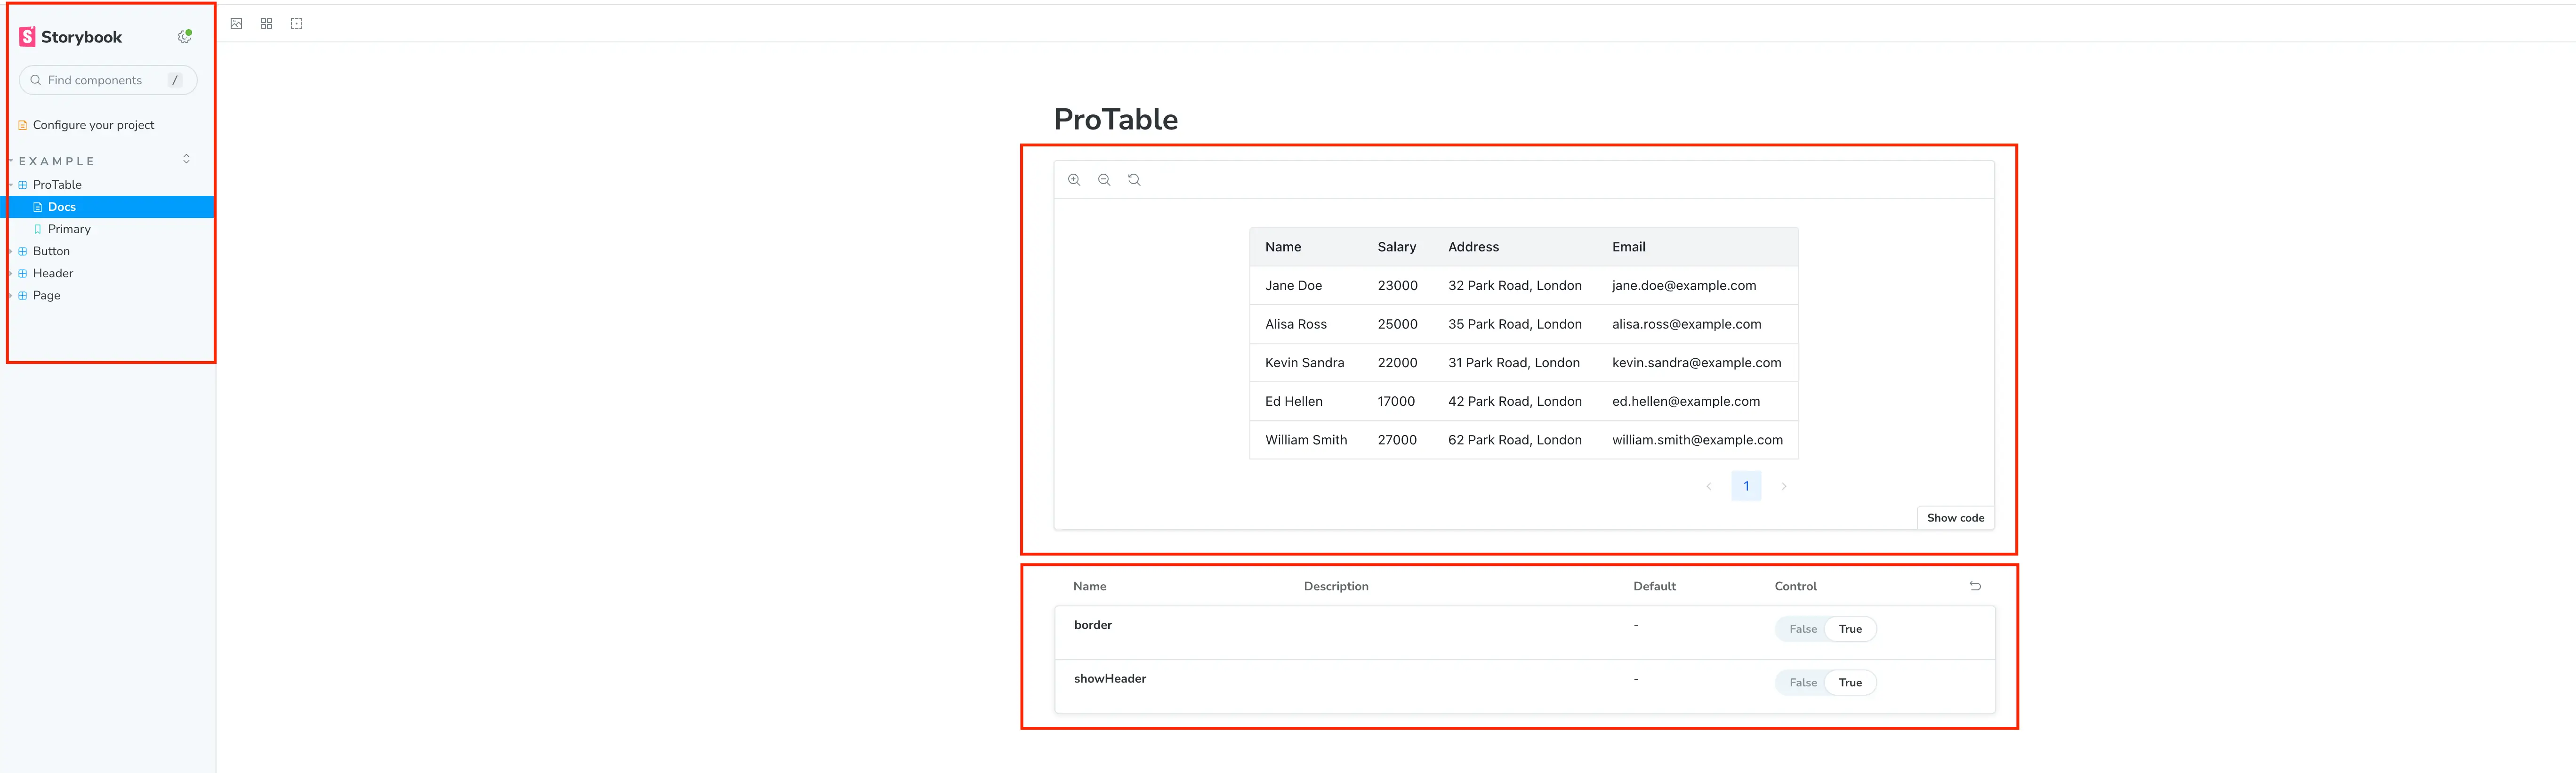 Storybook
Find components /
Configure your project
EXAMPLE
ProTable
Docs
Primary
Button
Header
Page
ProTable
Name Salary Address Email
Jane Doe 23000 32 Park Road, London jane.doe@example.com
Alisa Ross 25000 35 Park Road, London alisa.ross@example.com
Kevin Sandra 22000 31 Park Road, London kevin.sandra@example.com
Ed Hellen 17000 42 Park Road, London ed.hellen@example.com
William Smith 27000 62 Park Road, London william.smith@example.com
1
Show code
Name Description Default Control
border - False True
showHeader - False True